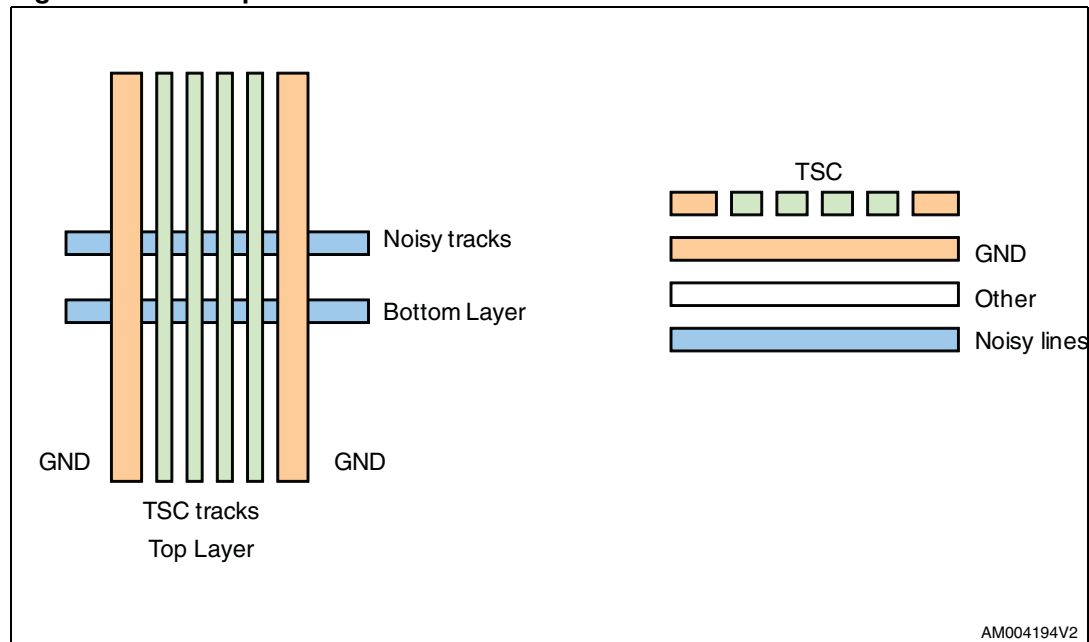 Noisy tracks
Bottom Layer
GND
GND
TSC tracks
Top Layer
TSC
GND
Other
Noisy lines
AM004194V2